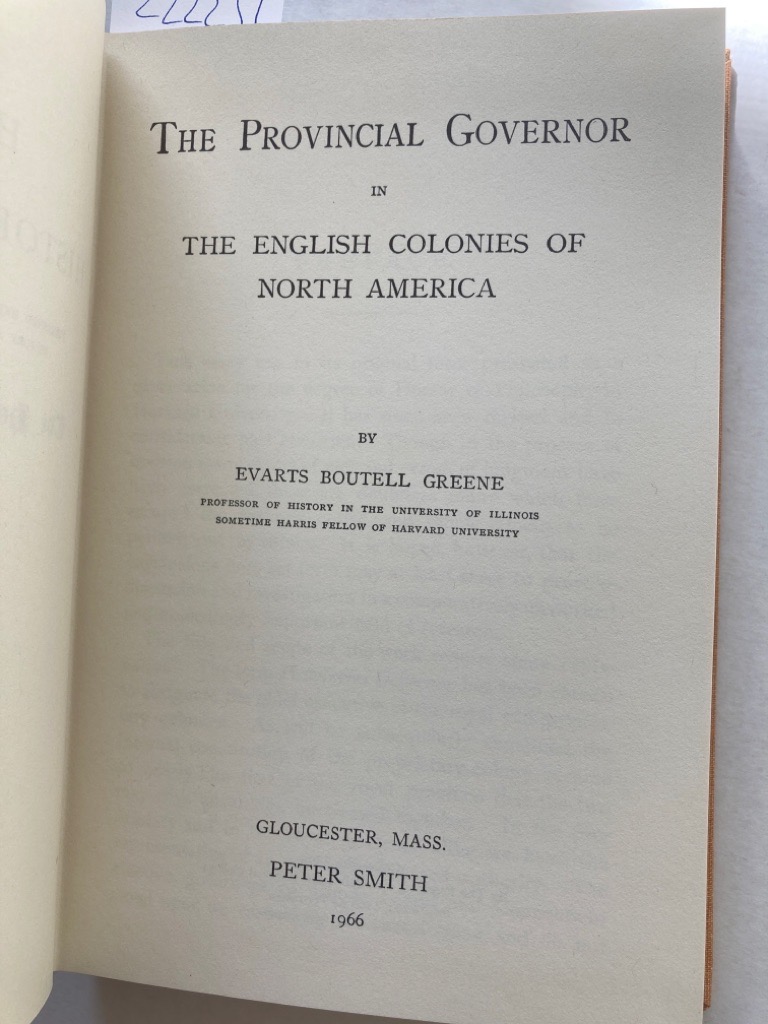 THE PROVINCIAL GOVERNOR
IN
THE ENGLISH COLONIES OF
NORTH AMERICA
BY
EVARTS BOUTELL GREENE
PROFESSOR OF HISTORY IN THE UNIVERSITY OF ILLINOIS
SOMETIME HARRIS FELLOW OF HARVARD UNIVERSITY
GLOUCESTER, MASS.
PETER SMITH
1966